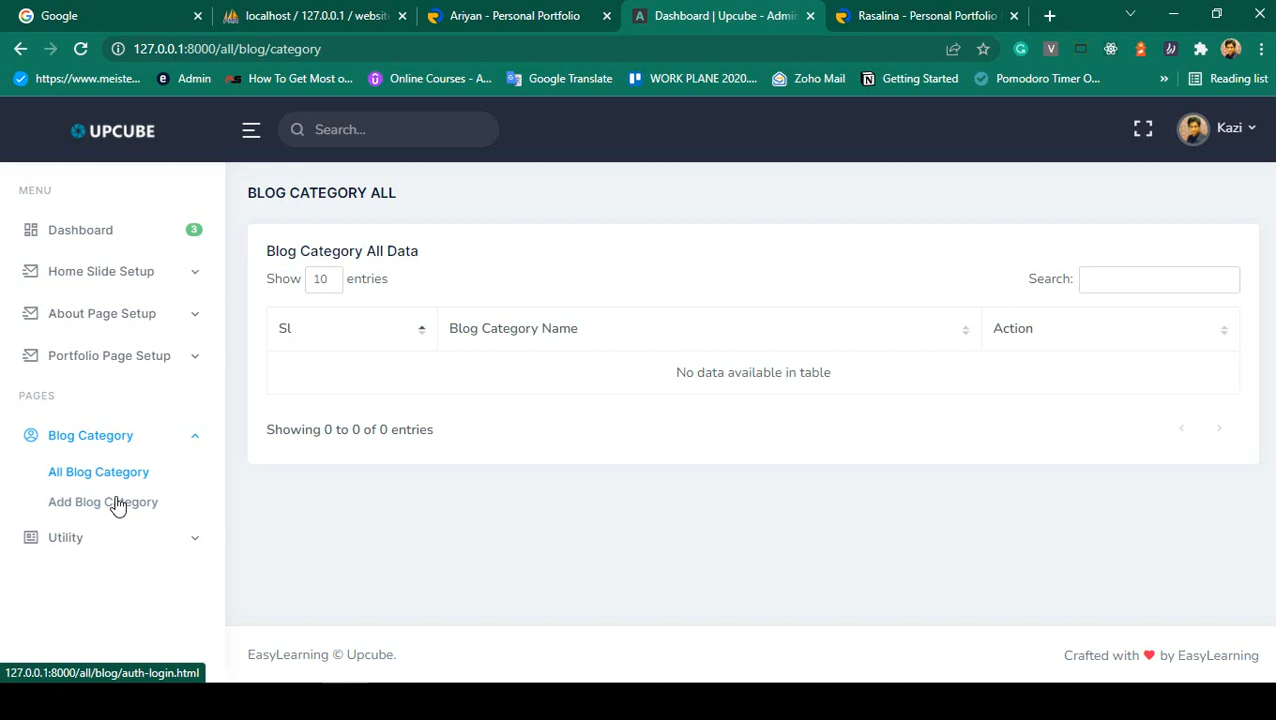 Google
localhost / 127.0.0.1 / websit
Ariyan - Personal Portfolio
Dashboard | Upcube - Admin
Rasalina - Personal Portfolio
127.0.0.1:8000/all/blog/category
https://www.meiste...
Admin
How To Get Most o...
Online Courses - A...
Google Translate
WORK PLANE 2020....
Zoho Mail
Getting Started
Pomodoro Timer O...
»
Reading list
UPCUBE
Search...
Kazi
MENU
BLOG CATEGORY ALL
Dashboard
3
Home Slide Setup
About Page Setup
Portfolio Page Setup
PAGES
Blog Category
All Blog Category
Add Blog Category
Utility
Blog Category All Data
Show 10 entries
Search:
Sl
Blog Category Name
Action
No data available in table
Showing 0 to 0 of 0 entries
EasyLearning © Upcube.
Crafted with ♥ by EasyLearning
127.0.0.1:8000/all/blog/auth-login.html